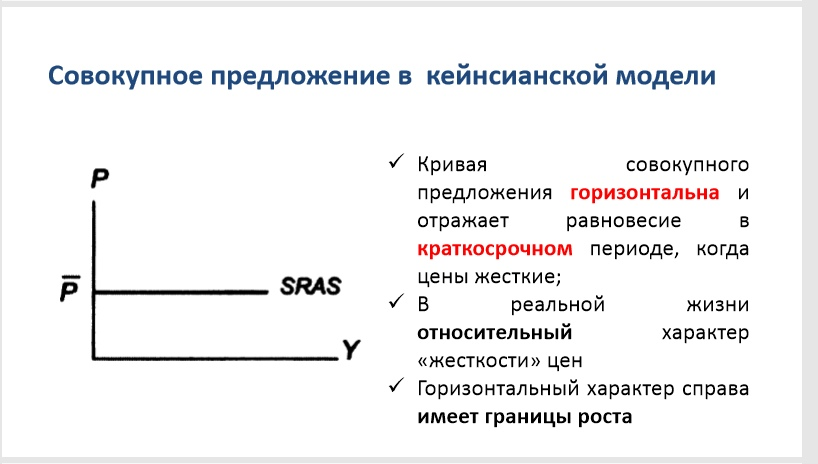 Совокупное предложение в кейнсианской модели
P
P̅
SRAS
Y
✓ Кривая совокупного
предложения горизонтальна и
отражает равновесие в
краткосрочном периоде, когда
цены жесткие;
✓ В реальной жизни
относительный характер
«жесткости» цен
✓ Горизонтальный характер справа
имеет границы роста